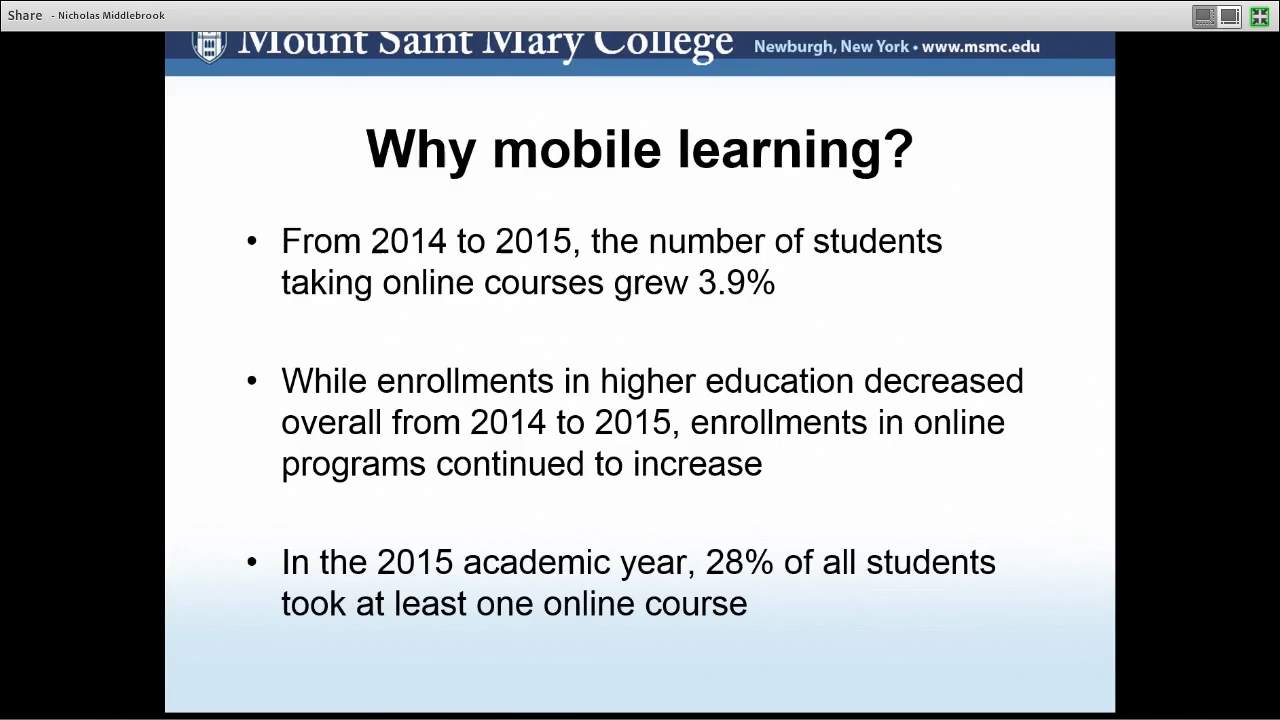 Share - Nicholas Middlebrook
Mount Saint Mary College Newburgh, New York • www.msmc.edu
Why mobile learning?
• From 2014 to 2015, the number of students
taking online courses grew 3.9%
• While enrollments in higher education decreased
overall from 2014 to 2015, enrollments in online
programs continued to increase
• In the 2015 academic year, 28% of all students
took at least one online course